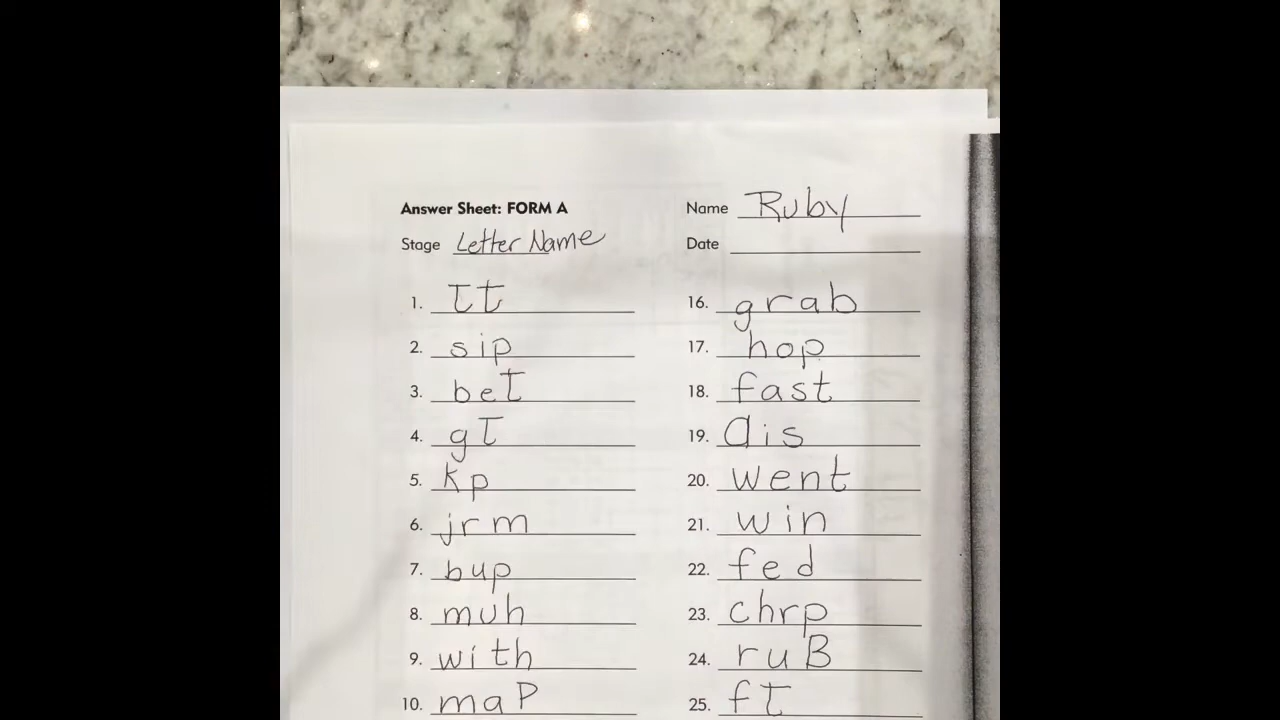 Answer Sheet: FORM A
Name Ruby
Stage Letter Name
Date
1. tt
2. sip
3. bet
4. gt
5. kp
6. jrm
7. bup
8. muh
9. with
10. maP
16. grab
17. hop
18. fast
19. dis
20. went
21. win
22. fed
23. chrp
24. ruB
25. ft